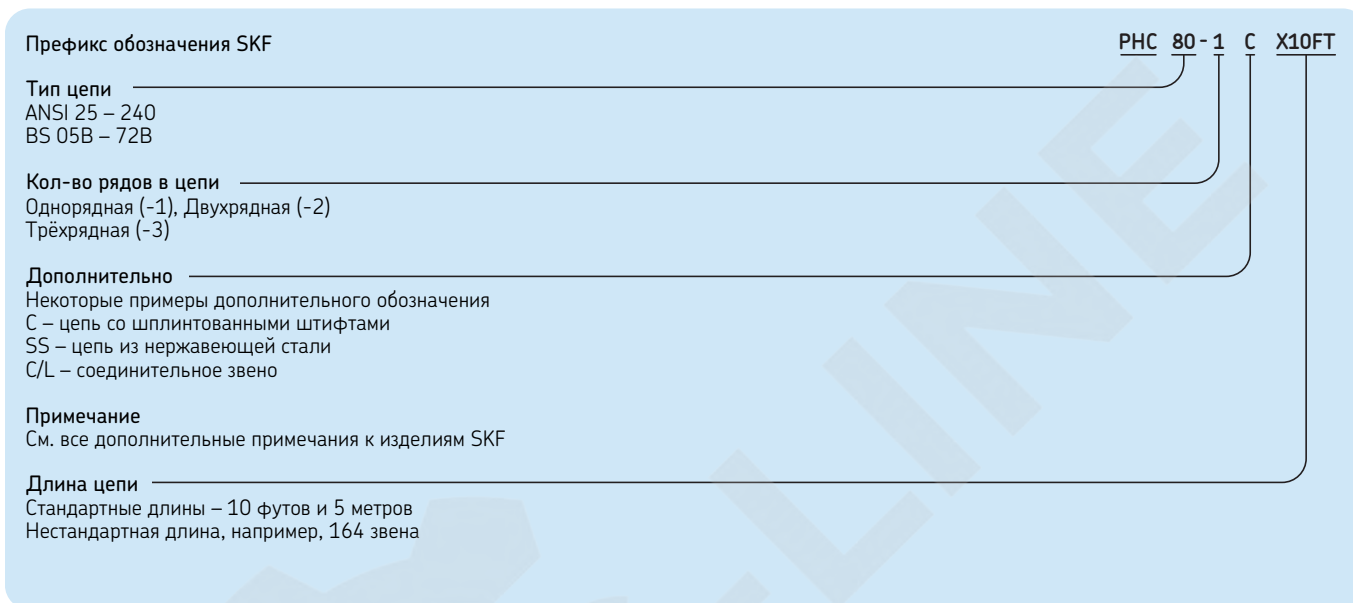 Префикс обозначения SKF PHC 80-1 C X10FT
Тип цепи
ANSI 25 – 240
BS 05B – 72B
Кол-во рядов в цепи
Однорядная (-1), Двухрядная (-2)
Трёхрядная (-3)
Дополнительно
Некоторые примеры дополнительного обозначения
C – цепь со шплинтованными штифтами
SS – цепь из нержавеющей стали
C/L – соединительное звено
Примечание
См. все дополнительные примечания к изделиям SKF
Длина цепи
Стандартные длины – 10 футов и 5 метров
Нестандартная длина, например, 164 звена
-LINE